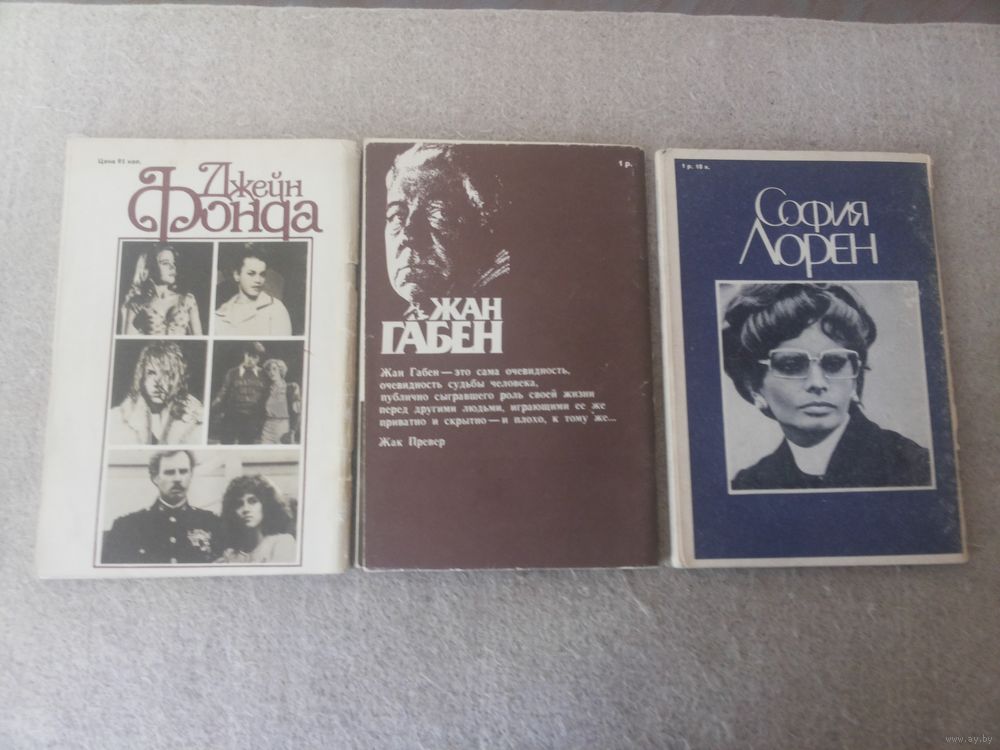 Цена 95 коп.
Джейн
Фонда
1 р.
ЖАН
ГАБЕН
Жан Габен — это сама очевидность,
очевидность судьбы человека,
публично сыгравшего роль своей жизни
перед другими людьми, играющими ее же
приватно и скрытно — и плохо, к тому же...
Жак Превер
1 р. 10 к.
София
Лорен
www.ay.by